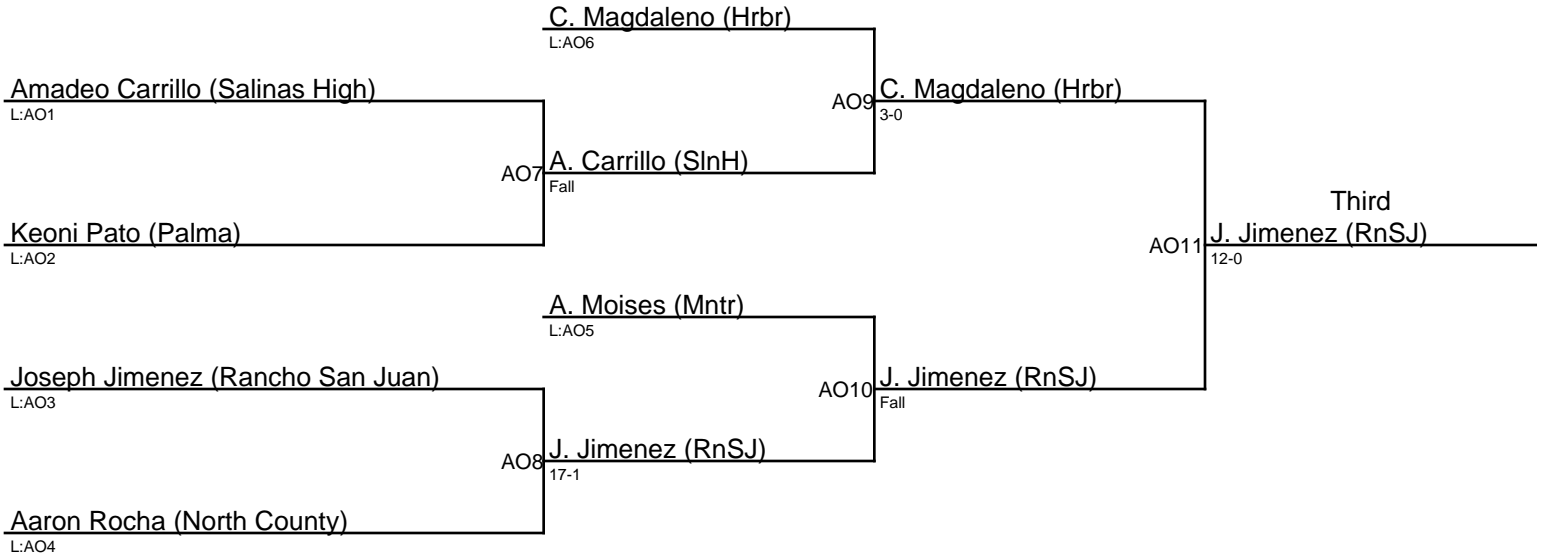 C. Magdaleno (Hrbr)
L:AO6
Amadeo Carrillo (Salinas High)
L:AO1
AO9
C. Magdaleno (Hrbr)
3-0
AO7
A. Carrillo (SlnH)
Fall
Third
Keoni Pato (Palma)
L:AO2
AO11
J. Jimenez (RnSJ)
12-0
A. Moises (Mntr)
L:AO5
Joseph Jimenez (Rancho San Juan)
L:AO3
AO10
J. Jimenez (RnSJ)
Fall
AO8
J. Jimenez (RnSJ)
17-1
Aaron Rocha (North County)
L:AO4